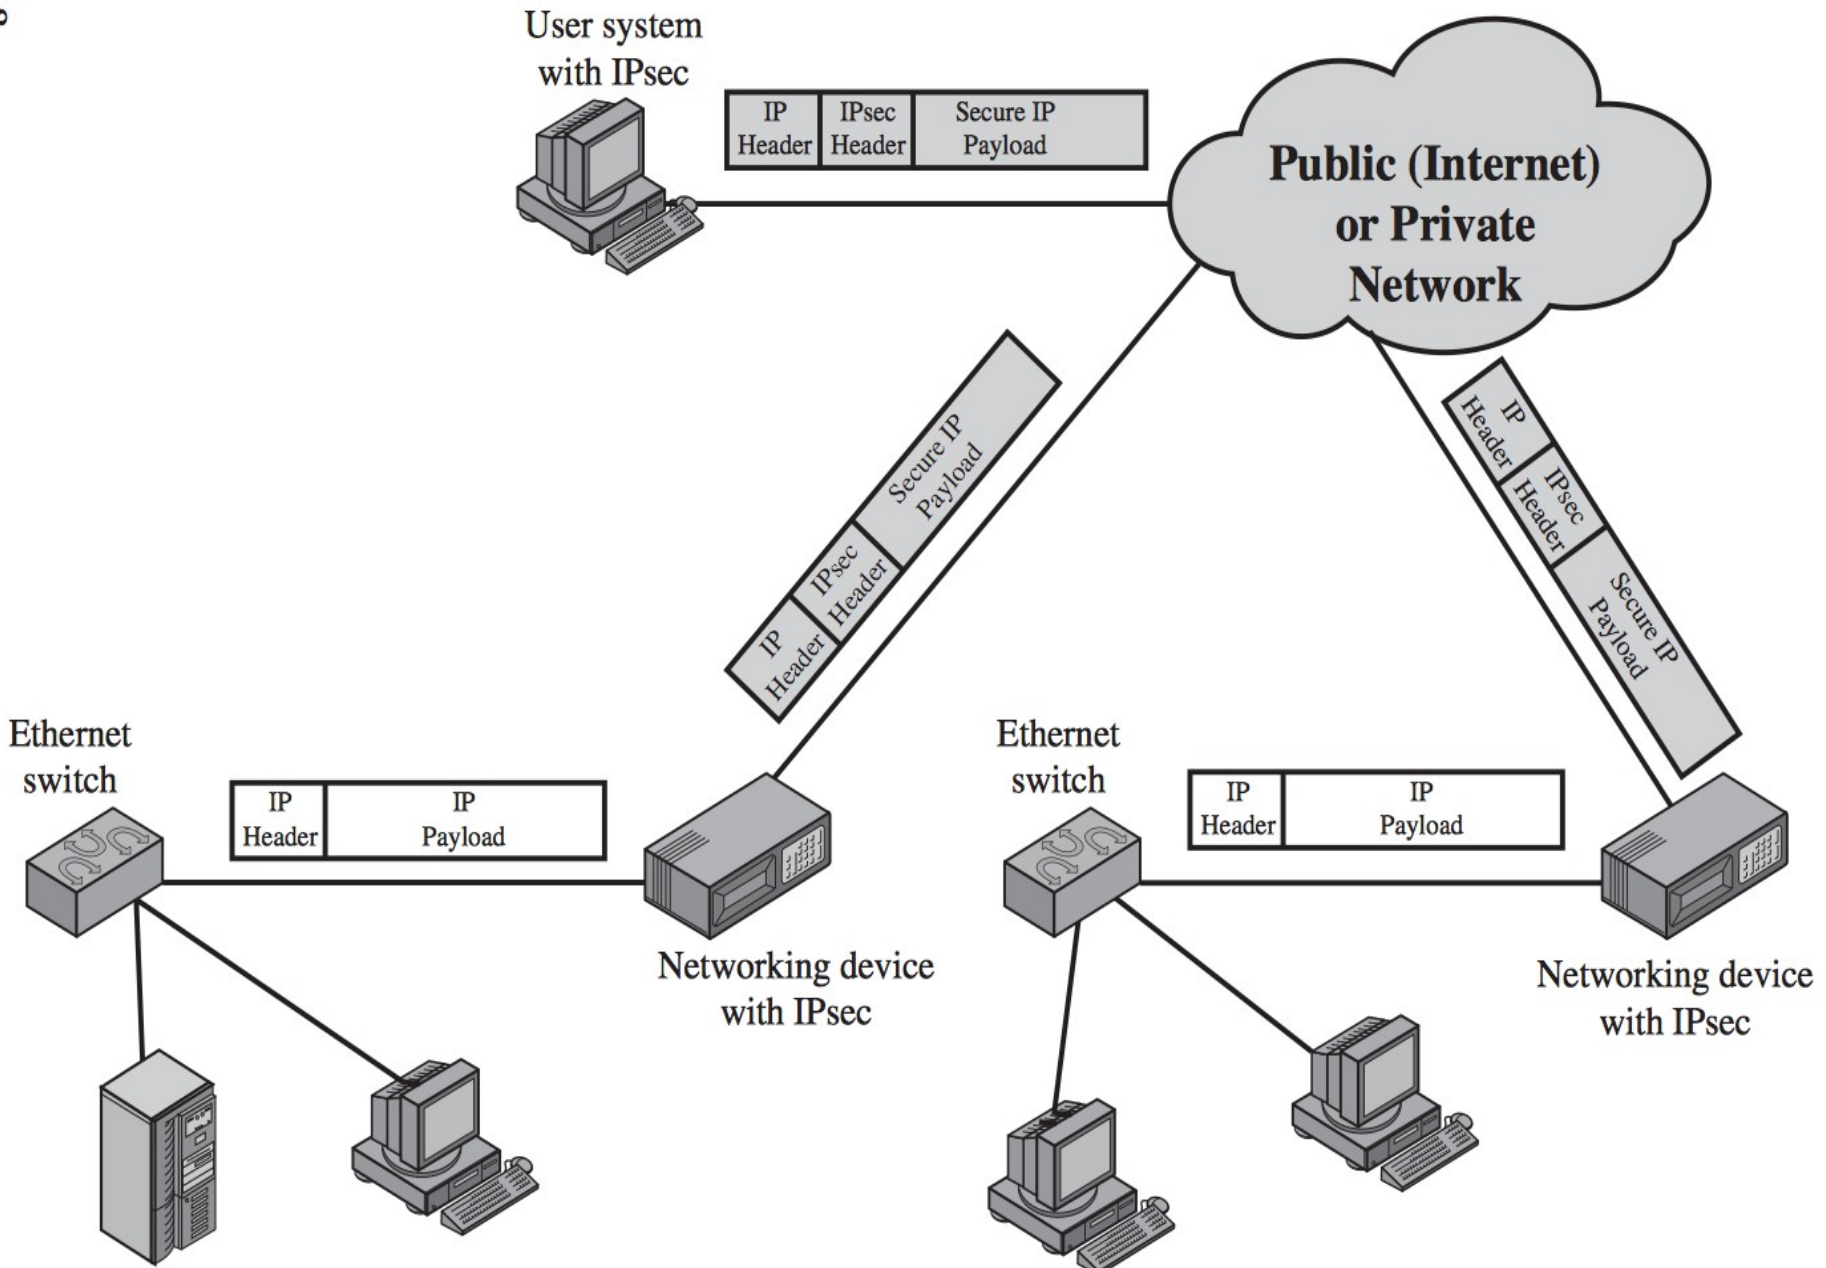 User system
with IPsec
IP
Header
IPsec
Header
Secure IP
Payload
Public (Internet)
or Private
Network
Secure IP
Payload
IPsec
Header
IP
Header
IP
Header
IPsec
Header
Secure IP
Payload
Ethernet
switch
IP
Header
IP
Payload
Networking device
with IPsec
Ethernet
switch
IP
Header
IP
Payload
Networking device
with IPsec